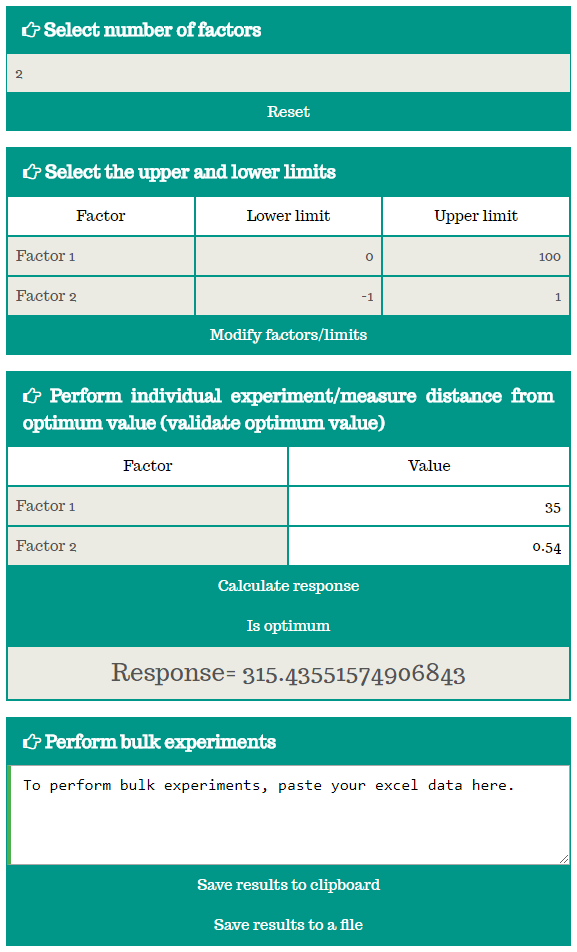 Select number of factors
2
Reset
Select the upper and lower limits
Factor Lower limit Upper limit
Factor 1 0 100
Factor 2 -1 1
Modify factors/limits
Perform individual experiment/measure distance from
optimum value (validate optimum value)
Factor Value
Factor 1 35
Factor 2 0.54
Calculate response
Is optimum
Response= 315.43551574906843
Perform bulk experiments
To perform bulk experiments, paste your excel data here.
Save results to clipboard
Save results to a file